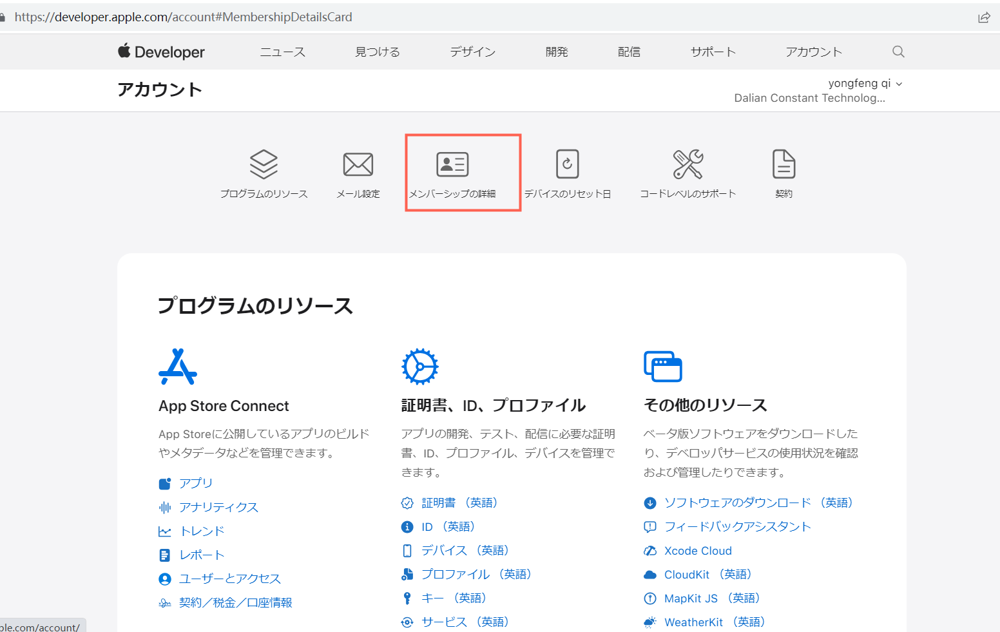 https://developer.apple.com/account#MembershipDetailsCard
Developer ニュース 見つける デザイン 開発 配信 サポート アカウント
アカウント
yongfeng qi
Dalian Constant Technolog...
プログラムのリソース メール設定 メンバーシップの詳細 デバイスのリセット日 コードレベルのサポート 契約
プログラムのリソース
App Store Connect
App Storeに公開しているアプリのビルド
やメタデータなどを管理できます。
アプリ
アナリティクス
トレンド
レポート
ユーザーとアクセス
契約／税金／口座情報
証明書、ID、プロファイル
アプリの開発、テスト、配信に必要な証明
書、ID、プロファイル、デバイスを管理で
きます。
証明書 （英語）
ID （英語）
デバイス （英語）
プロファイル （英語）
キー （英語）
サービス （英語）
その他のリソース
ベータ版ソフトウェアをダウンロードした
り、デベロッパサービスの使用状況を確認
および管理したりできます。
ソフトウェアのダウンロード （英語）
フィードバックアシスタント
Xcode Cloud
CloudKit （英語）
MapKit JS （英語）
WeatherKit （英語）
ple.com/account/